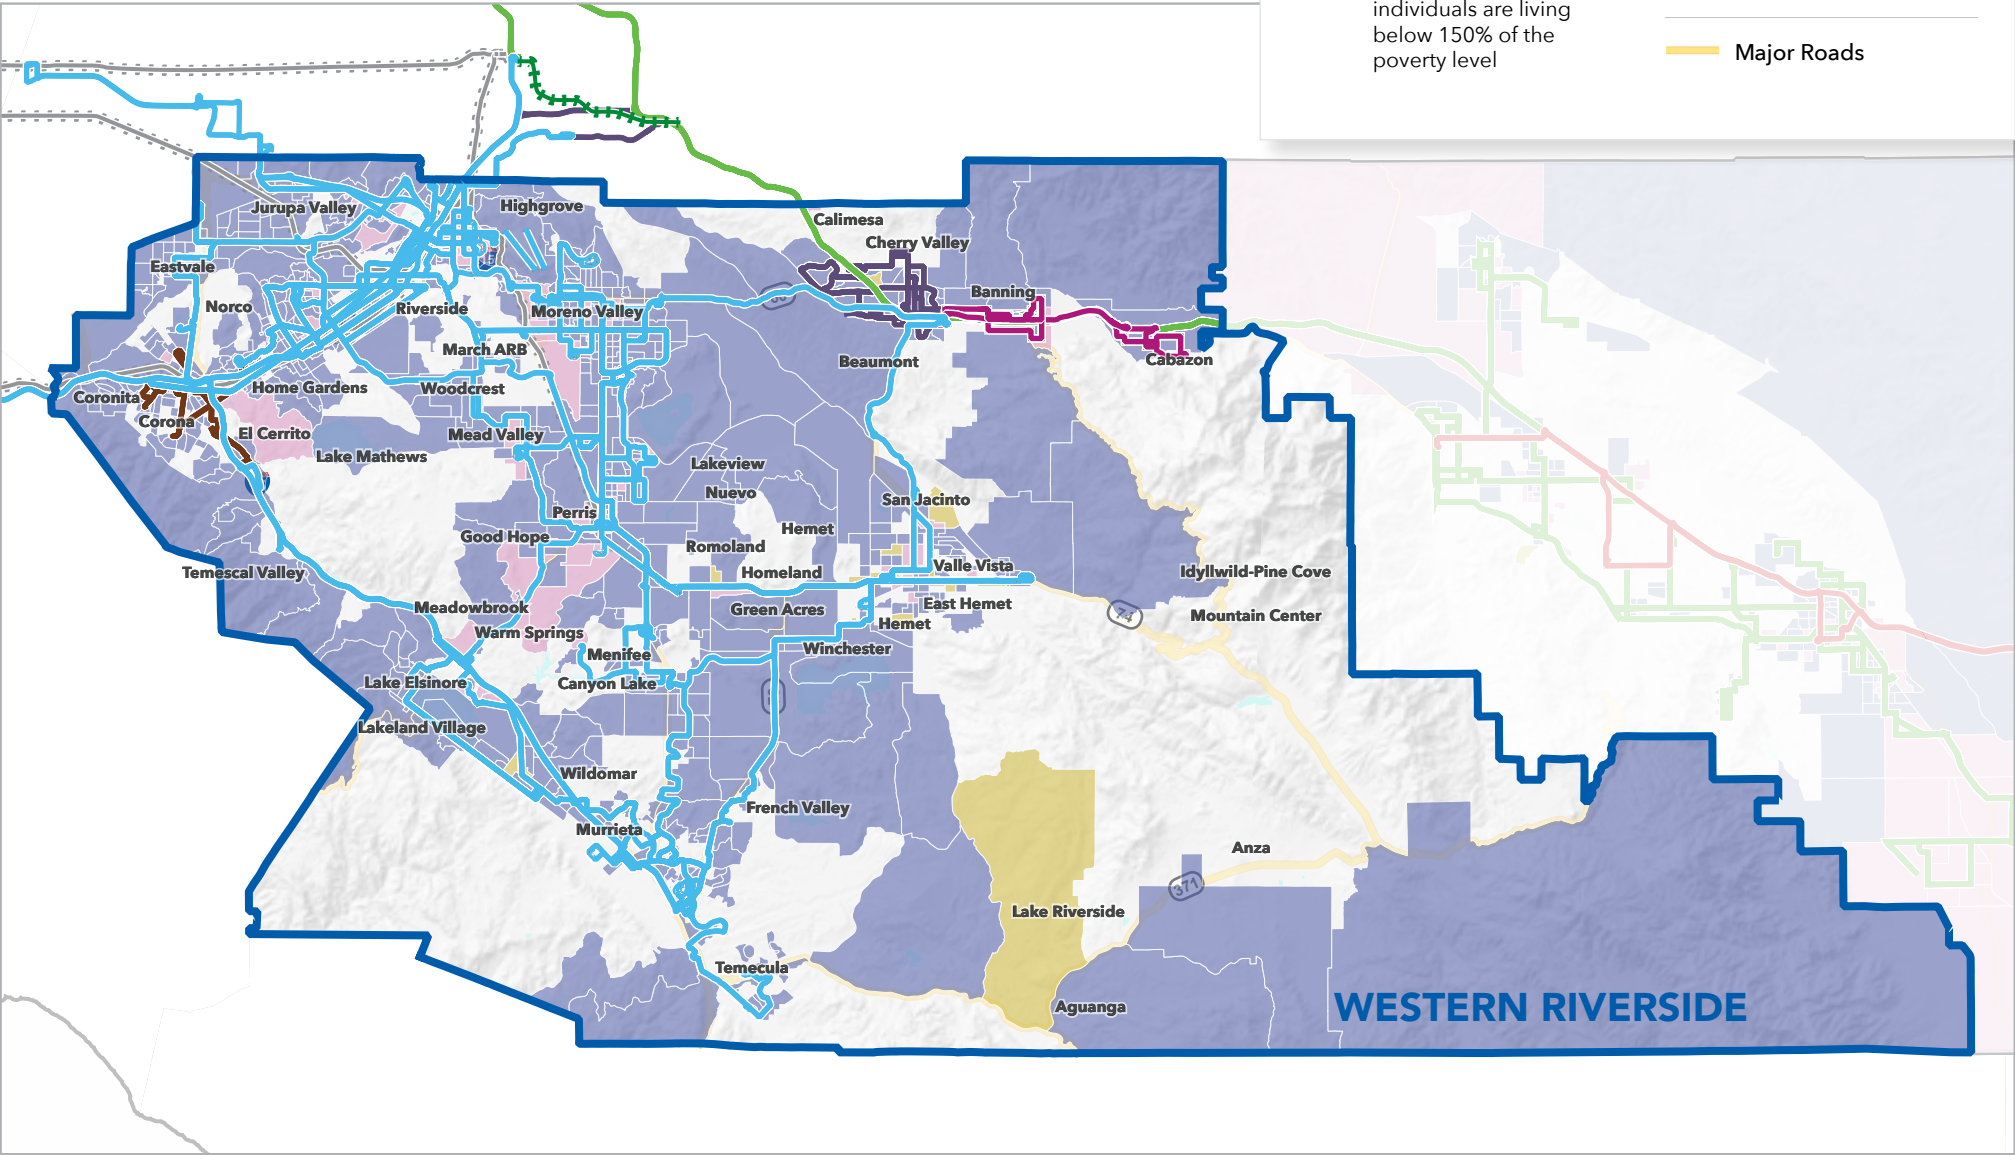 individuals are living
below 150% of the
poverty level
Major Roads
Jurupa Valley
Highgrove
Calimesa
Cherry Valley
Eastvale
Norco
Riverside
Moreno Valley
Banning
March ARB
Beaumont
Cabazon
Home Gardens
Woodcrest
Coronita
Corona
El Cerrito
Mead Valley
Lake Mathews
Lakeview
Nuevo
San Jacinto
Perris
Hemet
Good Hope
Romoland
Valle Vista
Temescal Valley
Homeland
Idyllwild-Pine Cove
Meadowbrook
Green Acres
East Hemet
74
Mountain Center
Warm Springs
Hemet
Menifee
Winchester
Lake Elsinore
Canyon Lake
Lakeland Village
Wildomar
French Valley
Murrieta
Anza
371
Lake Riverside
Temecula
Aguanga
WESTERN RIVERSIDE